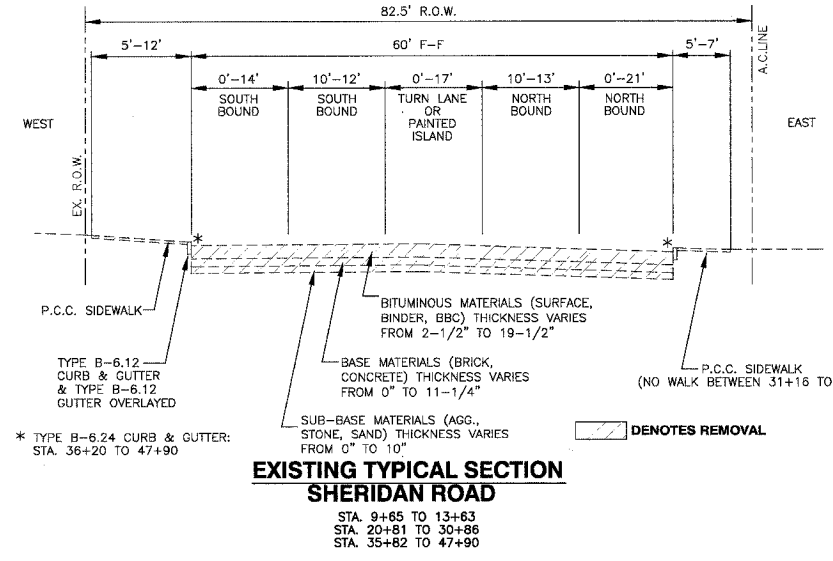 82.5' R.O.W.
5'-12'
60' F-F
5'-7'
A.C.LINE
0'-14'
10'-12'
0'-17'
10'-13'
0'-21'
SOUTH
BOUND
SOUTH
BOUND
TURN LANE
OR
PAINTED
ISLAND
NORTH
BOUND
NORTH
BOUND
WEST
EAST
EX. R.O.W.
*
*
P.C.C. SIDEWALK
BITUMINOUS MATERIALS (SURFACE,
BINDER, BBC) THICKNESS VARIES
FROM 2-1/2" TO 19-1/2"
TYPE B-6.12
CURB & GUTTER
& TYPE B-6.12
GUTTER OVERLAYED
BASE MATERIALS (BRICK,
CONCRETE) THICKNESS VARIES
FROM 0" TO 11-1/4"
P.C.C. SIDEWALK
(NO WALK BETWEEN 31+16 TO
SUB-BASE MATERIALS (AGG.,
STONE, SAND) THICKNESS VARIES
FROM 0" TO 10"
DENOTES REMOVAL
* TYPE B-6.24 CURB & GUTTER:
STA. 36+20 TO 47+90
EXISTING TYPICAL SECTION
SHERIDAN ROAD
STA. 9+65 TO 13+63
STA. 20+81 TO 30+86
STA. 35+82 TO 47+90